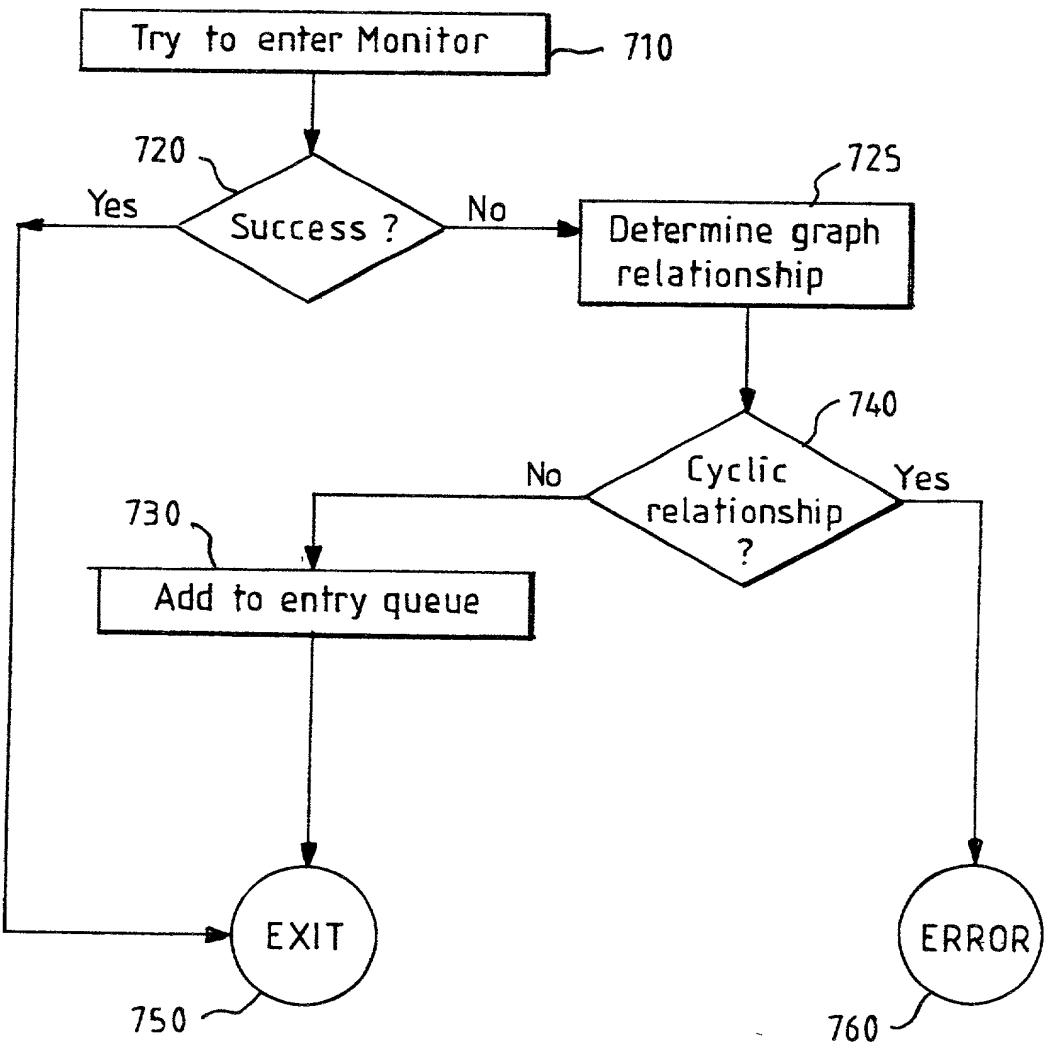 Try to enter Monitor
710
720
Yes
Success ?
No
725
Determine graph
relationship
740
Cyclic
relationship
?
No
Yes
730
Add to entry queue
EXIT
750
ERROR
760